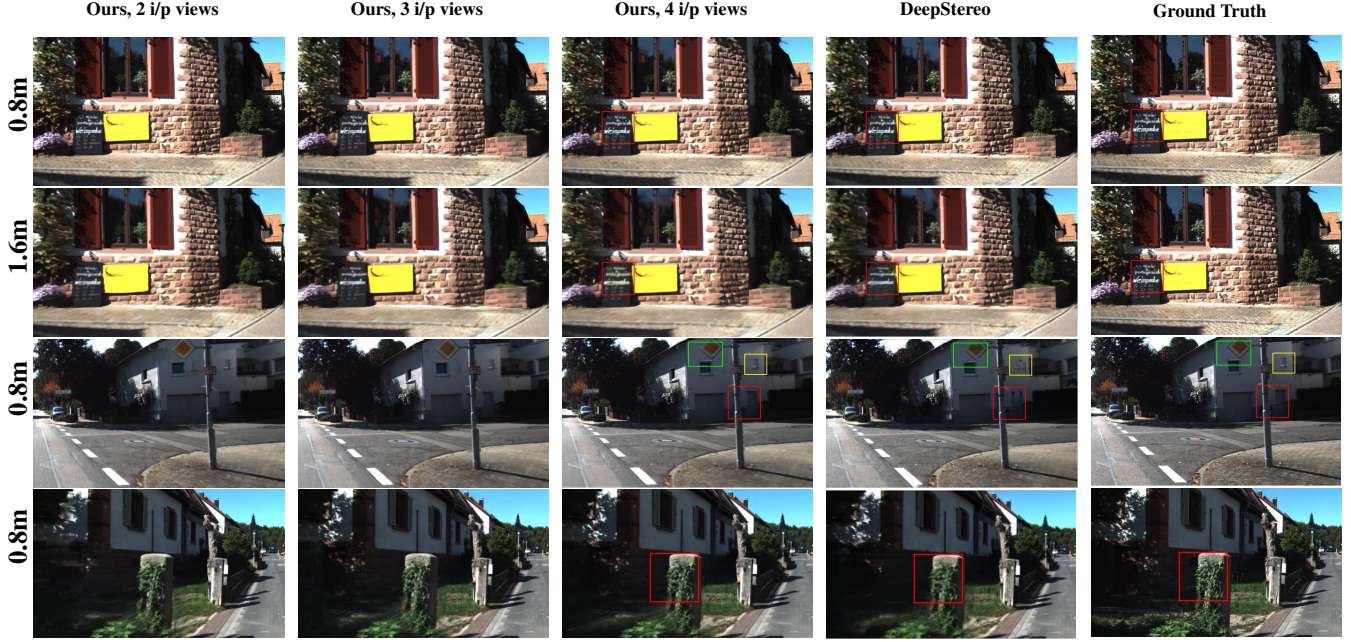 Ours, 2 i/p views
Ours, 3 i/p views
Ours, 4 i/p views
DeepStereo
Ground Truth
0.8m
1.6m
0.8m
0.8m